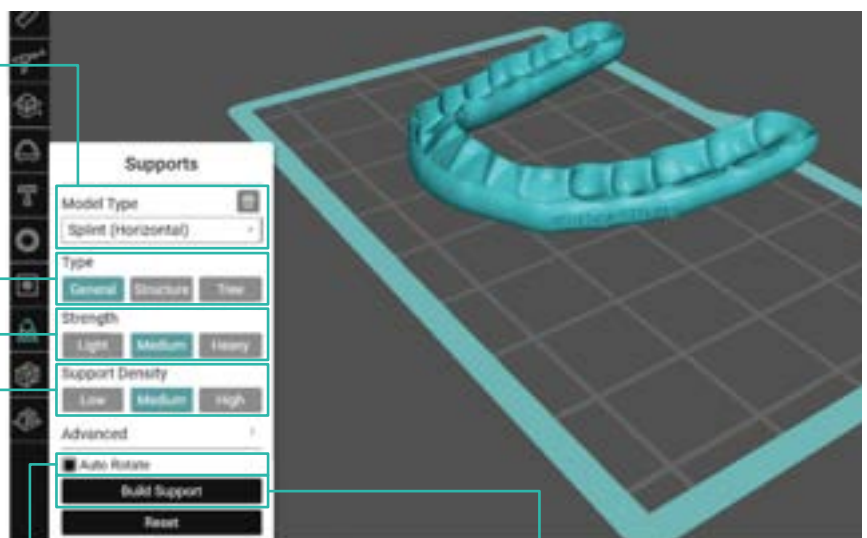 Supports
Model Type
Splint (Horizontal)
Type
General Structure Tree
Strength
Light Medium Heavy
Support Density
Low Medium High
Advanced
Auto Rotate
Build Support
Reset